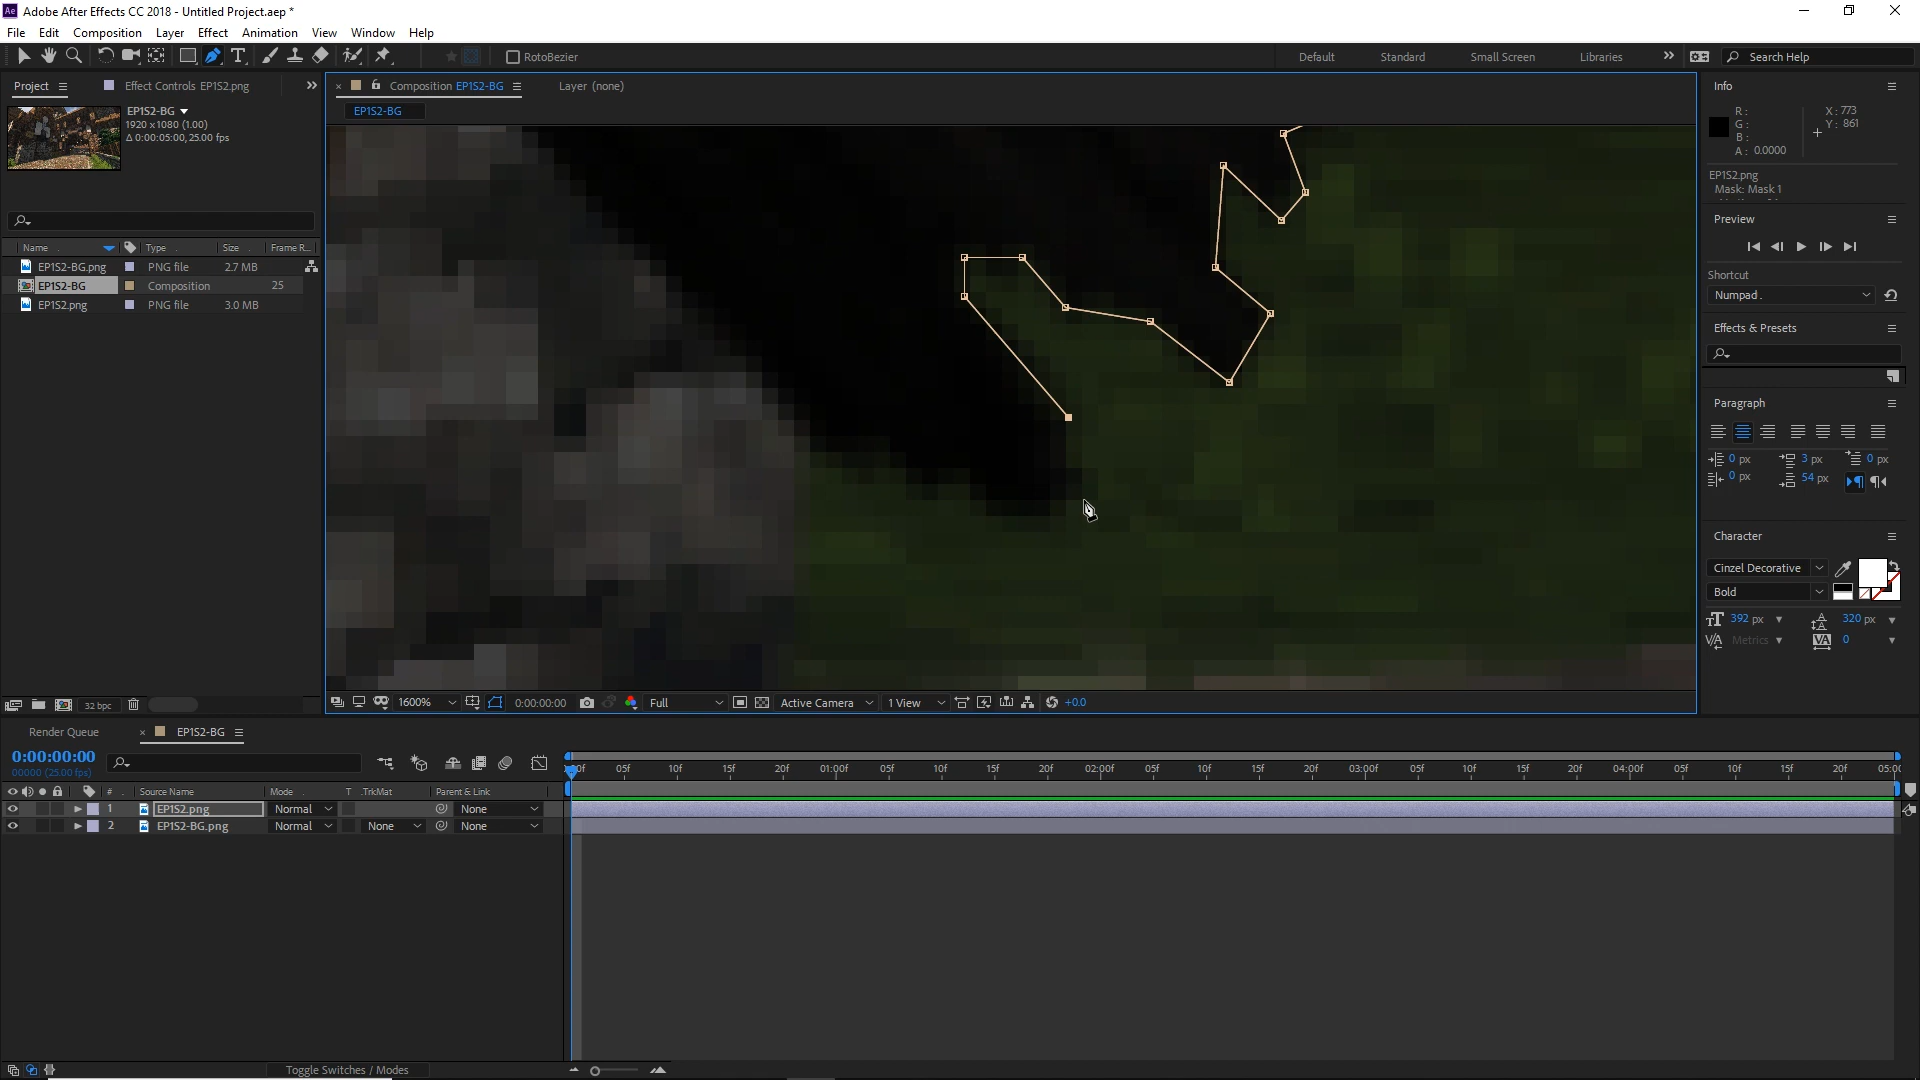 Adobe After Effects CC 2018 - Untitled Project.aep *
File Edit Composition Layer Effect Animation View Window Help
RotoBezier
Default Standard Small Screen Libraries Search Help
Project Effect Controls EP1S2.png
Composition EP1S2-BG Layer (none)
EP1S2-BG
EP1S2-BG
1920 x1080 (1.00)
Δ 0:00:05:00, 25.00 fps
Name Type Size Frame R...
EP1S2-BG.png PNG file 2.7 MB
EP1S2-BG Composition 25
EP1S2.png PNG file 3.0 MB
32 bpc
1600% 0:00:00:00 Full Active Camera 1 View +0.0
Info
R:
G:
B:
A: 0.0000
X: 773
Y: 861
EP1S2.png
Mask: Mask 1
Preview
Shortcut
Numpad .
Effects & Presets
Paragraph
0 px 3 px 0 px
0 px 54 px
Character
Cinzel Decorative
Bold
392 px 320 px
Metrics 0
Render Queue EP1S2-BG
0:00:00:00
00000 (25.00 fps)
# Source Name Mode T .TrkMat Parent & Link
1 EP1S2.png Normal None
2 EP1S2-BG.png Normal None None
05f 10f 15f 20f 01:00f 05f 10f 15f 20f 02:00f 05f 10f 15f 20f 03:00f 05f 10f 15f 20f 04:00f 05f 10f 15f 20f
Toggle Switches / Modes